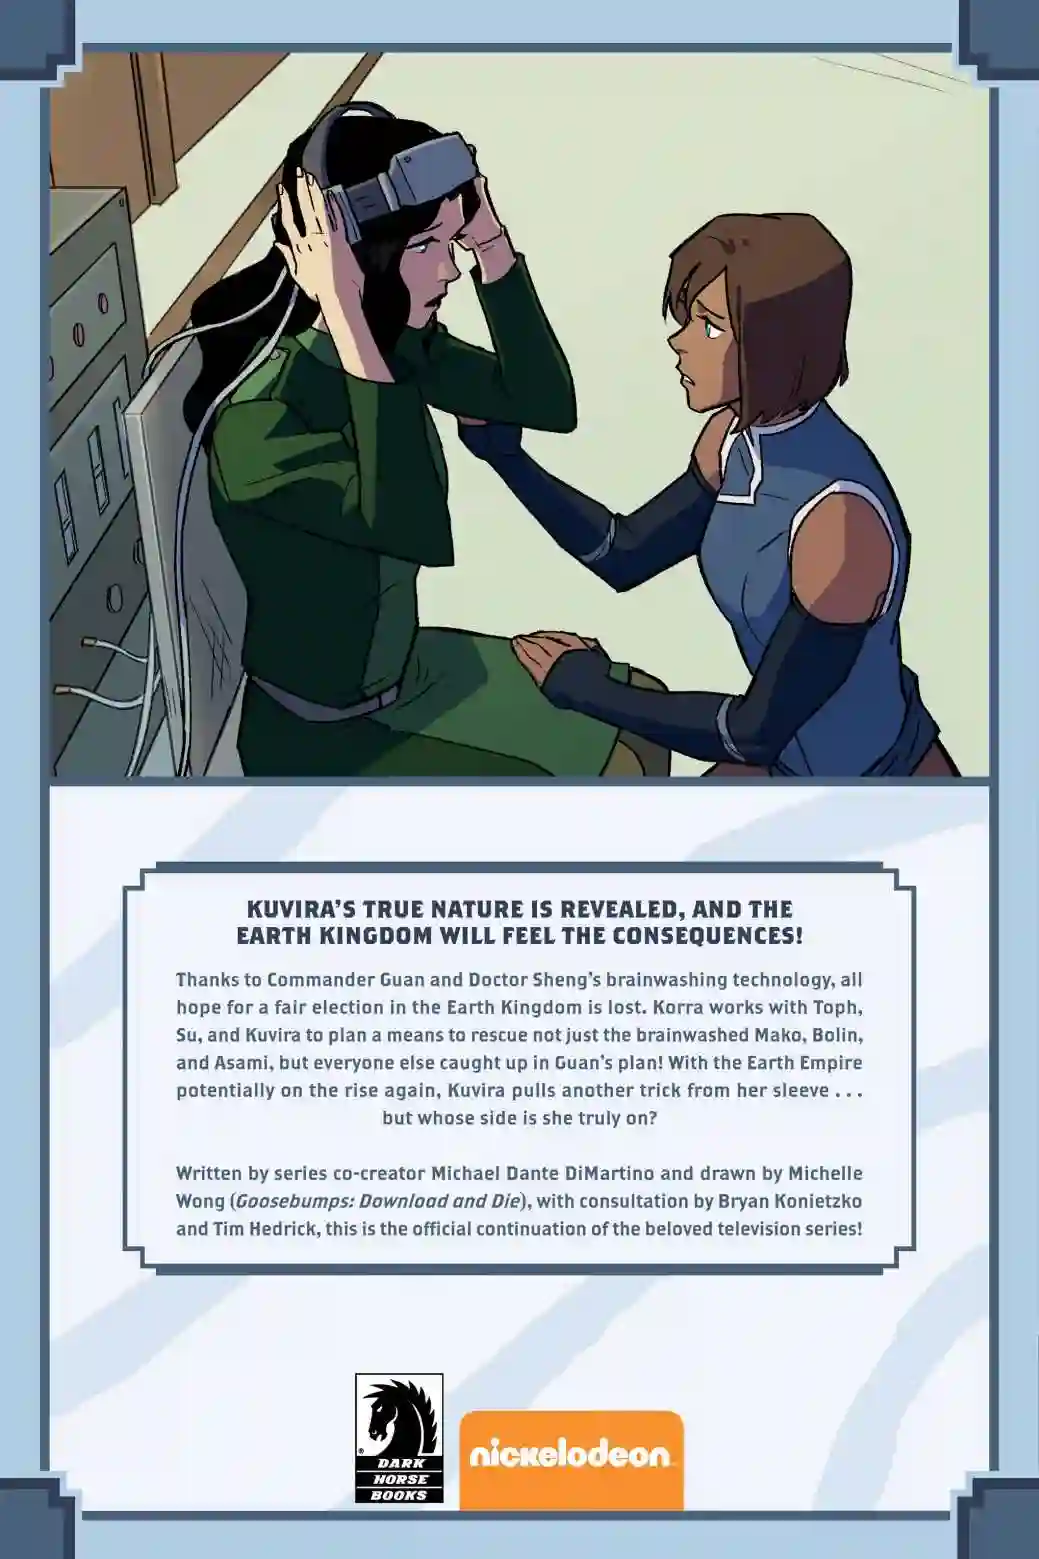 KUVIRA'S TRUE NATURE IS REVEALED, AND THE
EARTH KINGDOM WILL FEEL THE CONSEQUENCES!
Thanks to Commander Guan and Doctor Sheng's brainwashing technology, all
hope for a fair election in the Earth Kingdom is lost. Korra works with Toph,
Su, and Kuvira to plan a means to rescue not just the brainwashed Mako, Bolin,
and Asami, but everyone else caught up in Guan's plan! With the Earth Empire
potentially on the rise again, Kuvira pulls another trick from her sleeve . . .
but whose side is she truly on?
Written by series co-creator Michael Dante DiMartino and drawn by Michelle
Wong (Goosebumps: Download and Die), with consultation by Bryan Konietzko
and Tim Hedrick, this is the official continuation of the beloved television series!
®
DARK
HORSE
BOOKS
nickelodeon